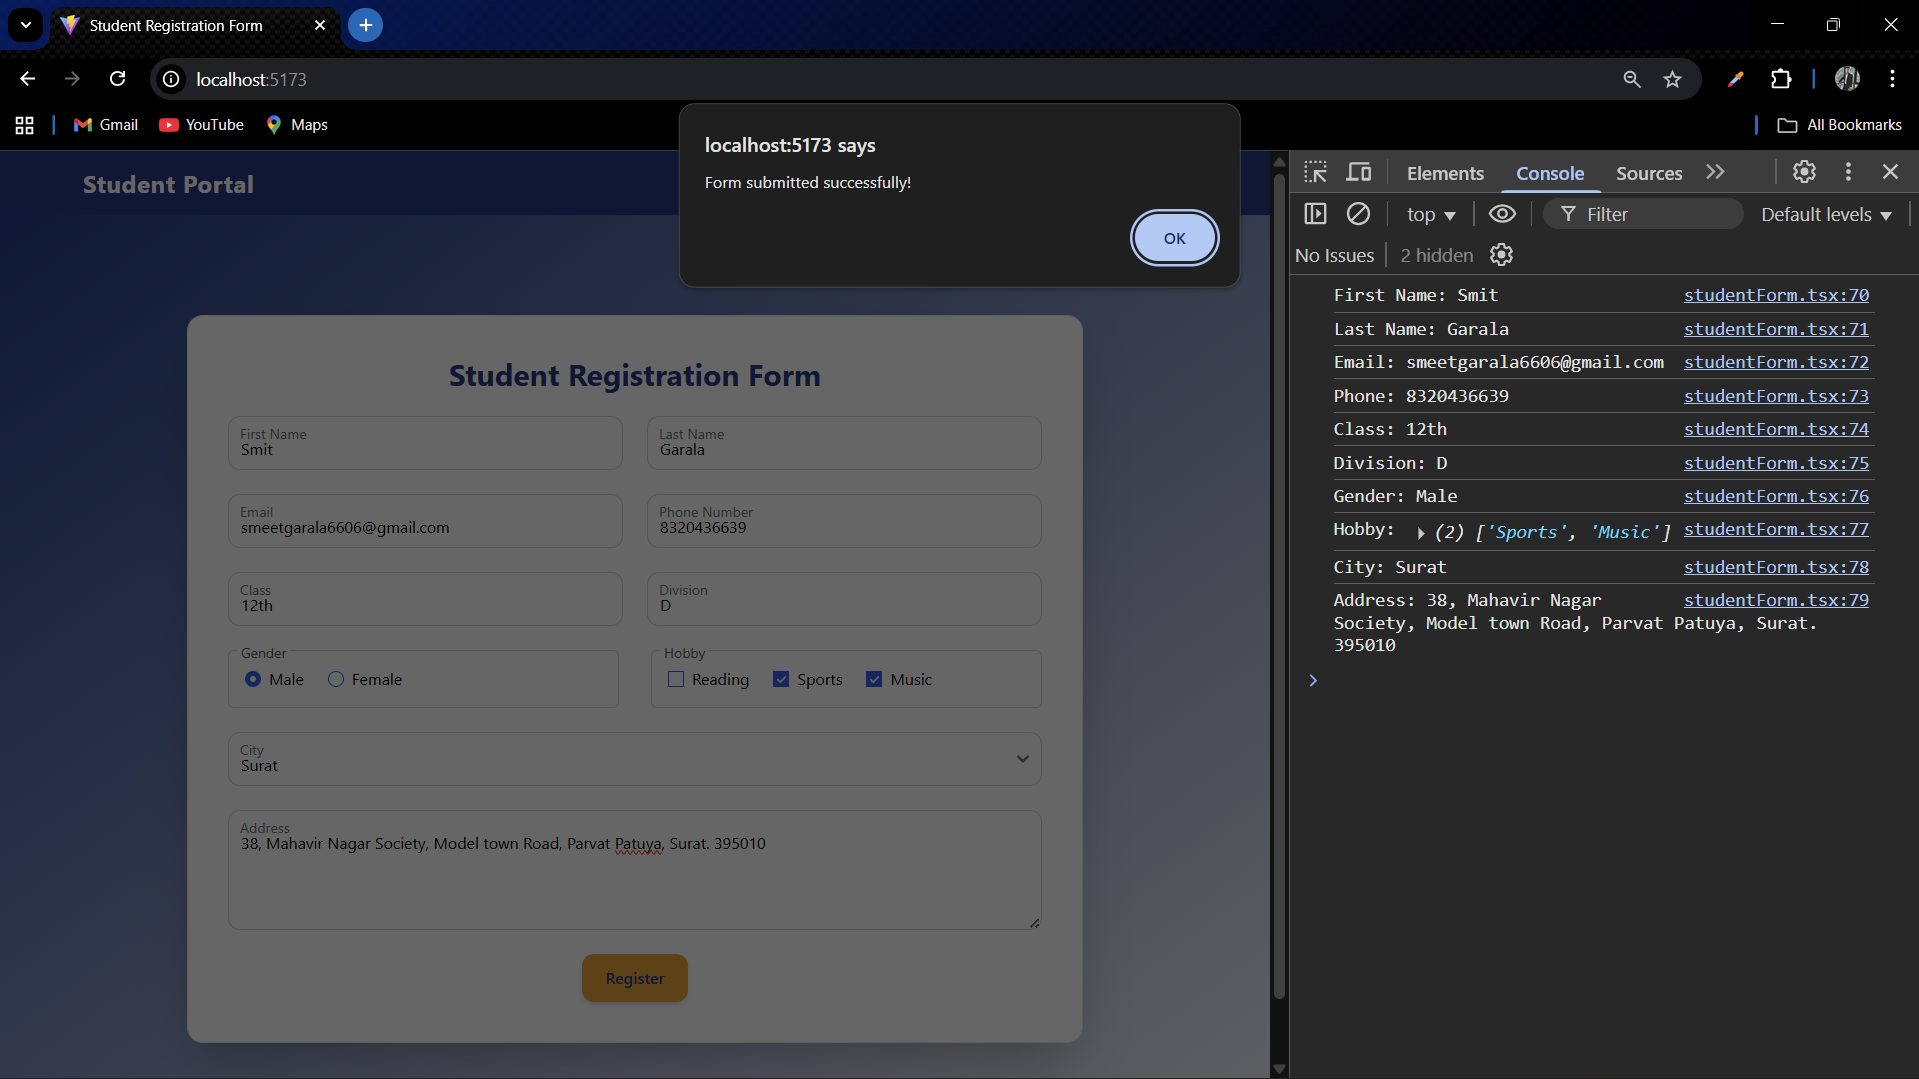 Student Registration Form
localhost:5173
Gmail
YouTube
Maps
All Bookmarks
localhost:5173 says
Form submitted successfully!
OK
Student Portal
Student Registration Form
First Name
Smit
Last Name
Garala
Email
smeetgarala6606@gmail.com
Phone Number
8320436639
Class
12th
Division
D
Gender
Male
Female
Hobby
Reading
Sports
Music
City
Surat
Address
38, Mahavir Nagar Society, Model town Road, Parvat Patuya, Surat. 395010
Register
Elements
Console
Sources
top
Filter
Default levels
No Issues
2 hidden
First Name: Smit studentForm.tsx:70
Last Name: Garala studentForm.tsx:71
Email: smeetgarala6606@gmail.com studentForm.tsx:72
Phone: 8320436639 studentForm.tsx:73
Class: 12th studentForm.tsx:74
Division: D studentForm.tsx:75
Gender: Male studentForm.tsx:76
Hobby: (2) ['Sports', 'Music'] studentForm.tsx:77
City: Surat studentForm.tsx:78
Address: 38, Mahavir Nagar studentForm.tsx:79
Society, Model town Road, Parvat Patuya, Surat.
395010